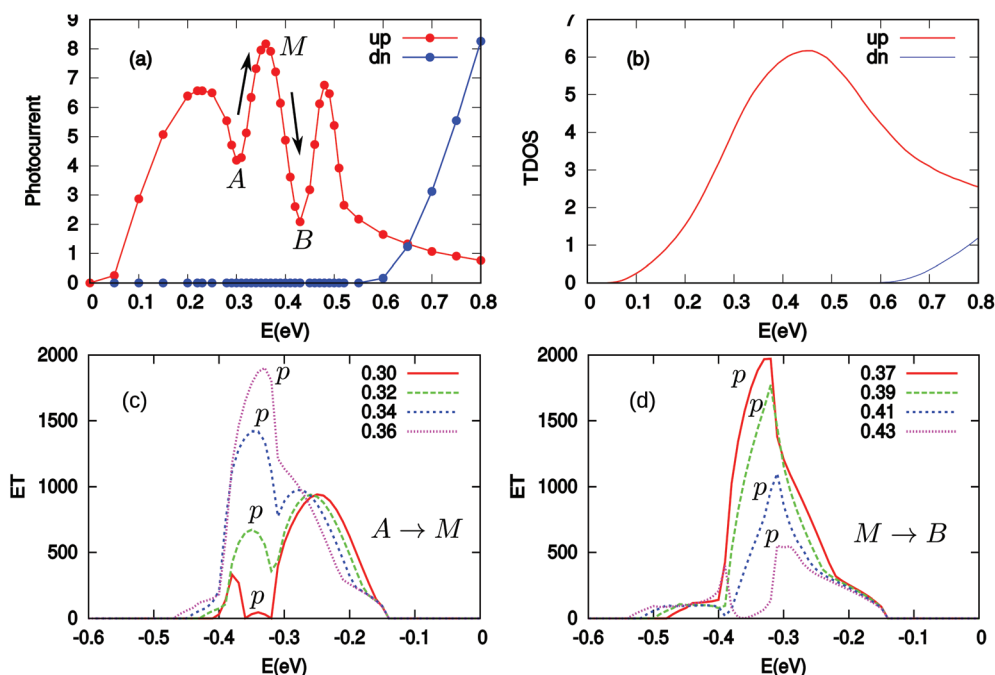 9
8
7
6
5
4
3
2
1
0
Photocurrent
(a)
up
dn
M
A
B
0 0.1 0.2 0.3 0.4 0.5 0.6 0.7 0.8
E(eV)
7
6
5
4
3
2
1
0
TDOS
(b)
up
dn
0 0.1 0.2 0.3 0.4 0.5 0.6 0.7 0.8
E(eV)
2000
1500
1000
500
0
ET
(c)
p
p
p
p
0.30
0.32
0.34
0.36
A → M
-0.6 -0.5 -0.4 -0.3 -0.2 -0.1 0
E(eV)
2000
1500
1000
500
0
ET
(d)
p
p
p
p
0.37
0.39
0.41
0.43
M → B
-0.6 -0.5 -0.4 -0.3 -0.2 -0.1 0
E(eV)